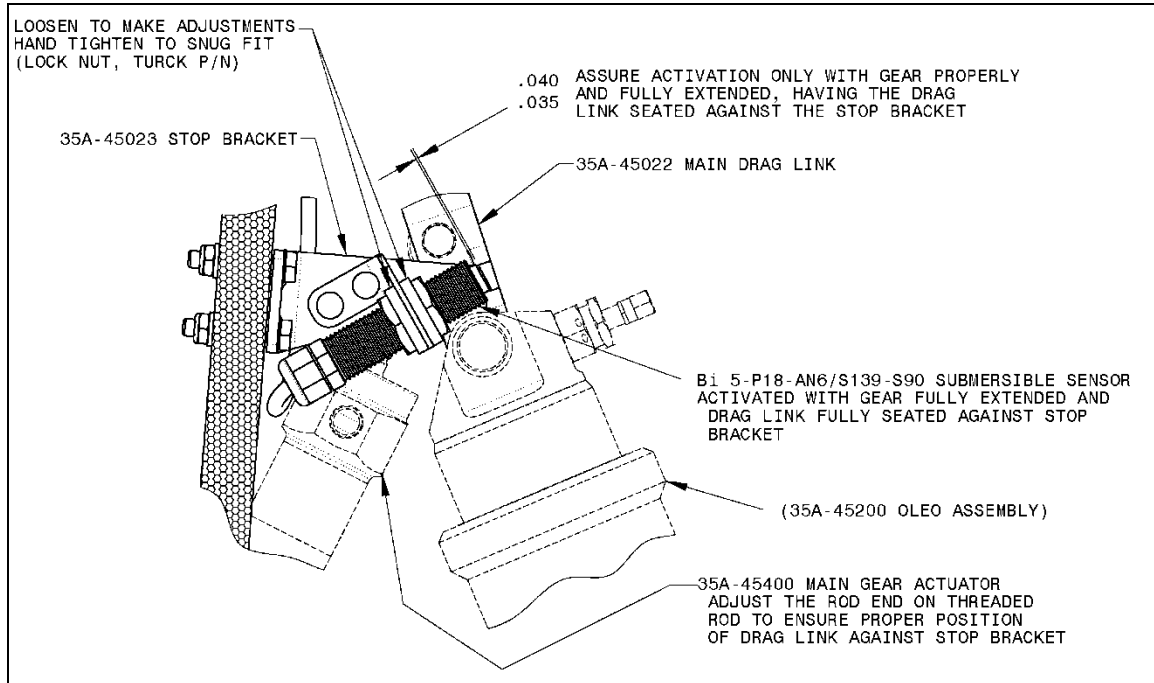 LOOSEN TO MAKE ADJUSTMENTS
HAND TIGHTEN TO SNUG FIT
(LOCK NUT, TURCK P/N)
.040
.035
ASSURE ACTIVATION ONLY WITH GEAR PROPERLY
AND FULLY EXTENDED, HAVING THE DRAG
LINK SEATED AGAINST THE STOP BRACKET
35A-45023 STOP BRACKET
35A-45022 MAIN DRAG LINK
Bi 5-P18-AN6/S139-S90 SUBMERSIBLE SENSOR
ACTIVATED WITH GEAR FULLY EXTENDED AND
DRAG LINK FULLY SEATED AGAINST STOP
BRACKET
(35A-45200 OLEO ASSEMBLY)
35A-45400 MAIN GEAR ACTUATOR
ADJUST THE ROD END ON THREADED
ROD TO ENSURE PROPER POSITION
OF DRAG LINK AGAINST STOP BRACKET